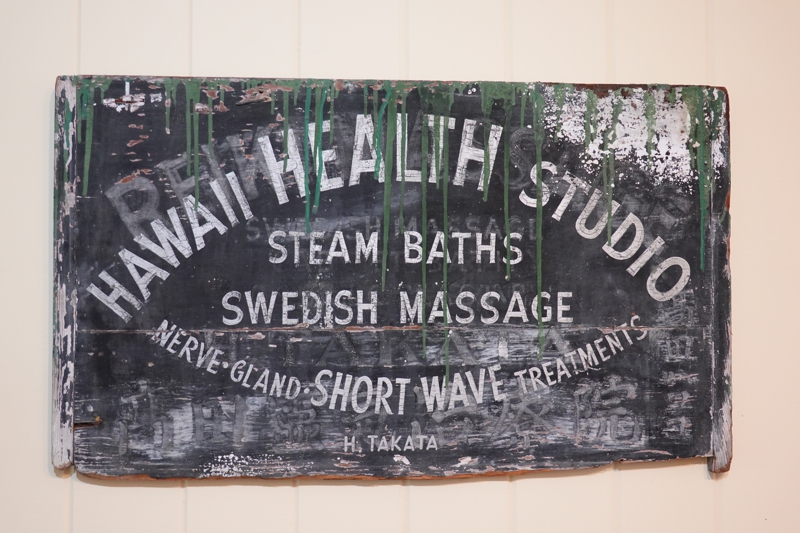 HAWAII HEALTH STUDIO
STEAM BATHS
SWEDISH MASSAGE
NERVE·GLAND·SHORT WAVE TREATMENTS
H. TAKATA